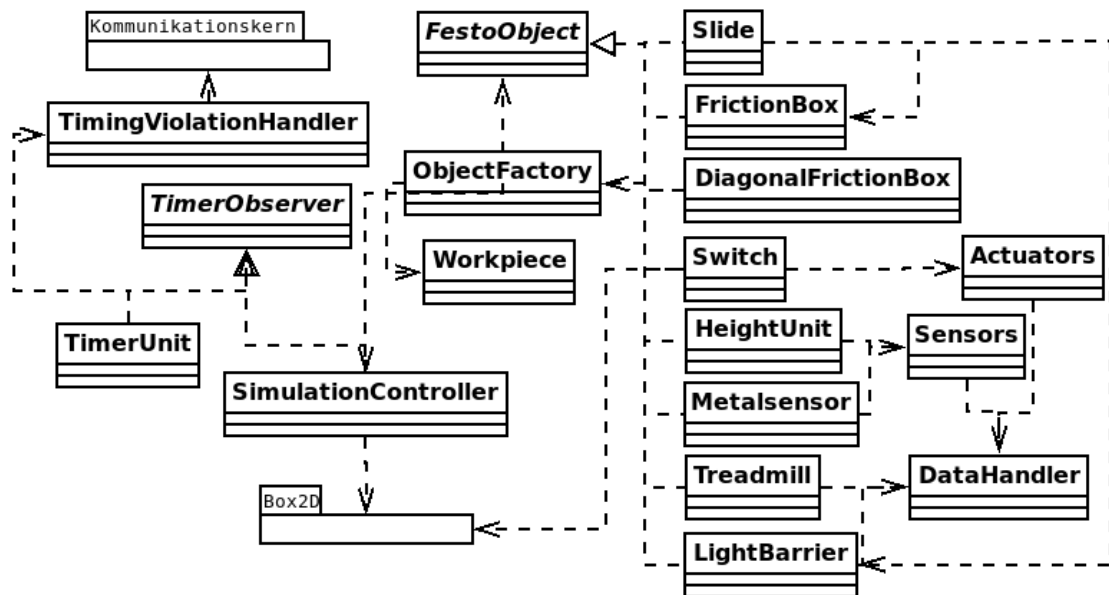 Kommunikationskern
FestoObject
Slide
TimingViolationHandler
FrictionBox
ObjectFactory
DiagonalFrictionBox
TimerObserver
Workpiece
Switch
Actuators
TimerUnit
HeightUnit
Sensors
SimulationController
Metalsensor
Box2D
Treadmill
DataHandler
LightBarrier